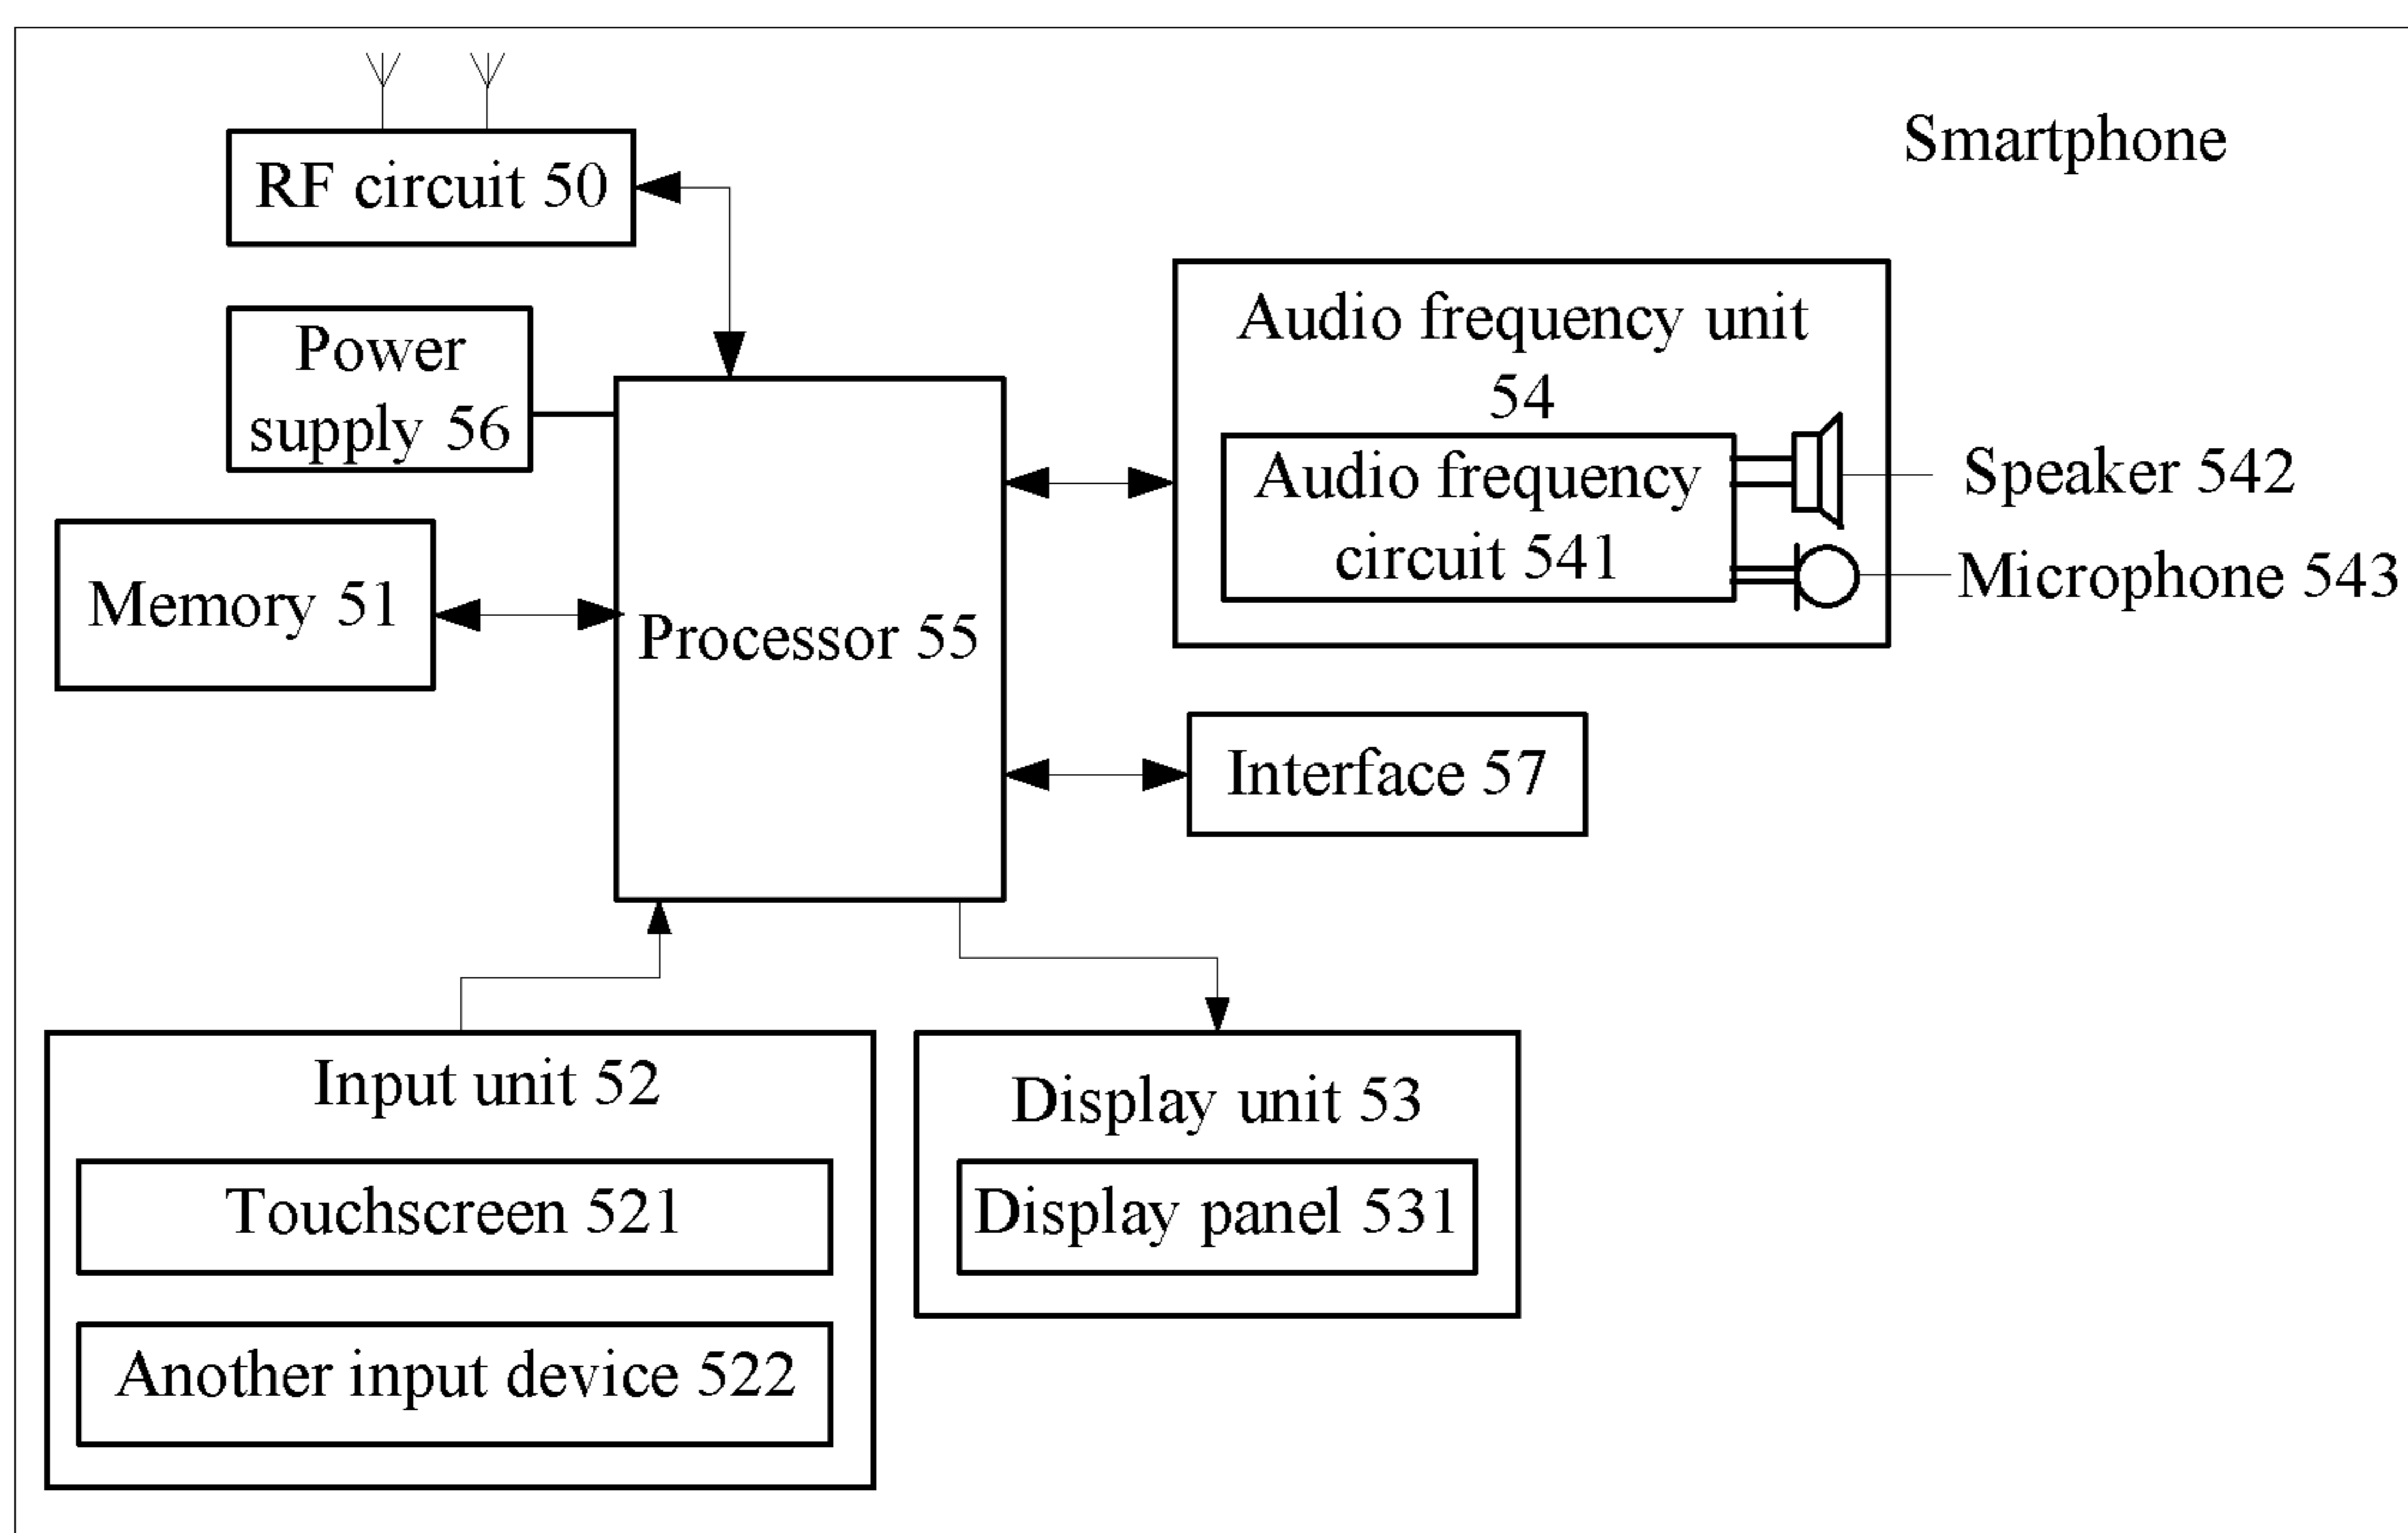 Smartphone
RF circuit 50
Power
supply 56
Audio frequency unit
54
Audio frequency
circuit 541
Speaker 542
Microphone 543
Memory 51
Processor 55
Interface 57
Input unit 52
Touchscreen 521
Another input device 522
Display unit 53
Display panel 531